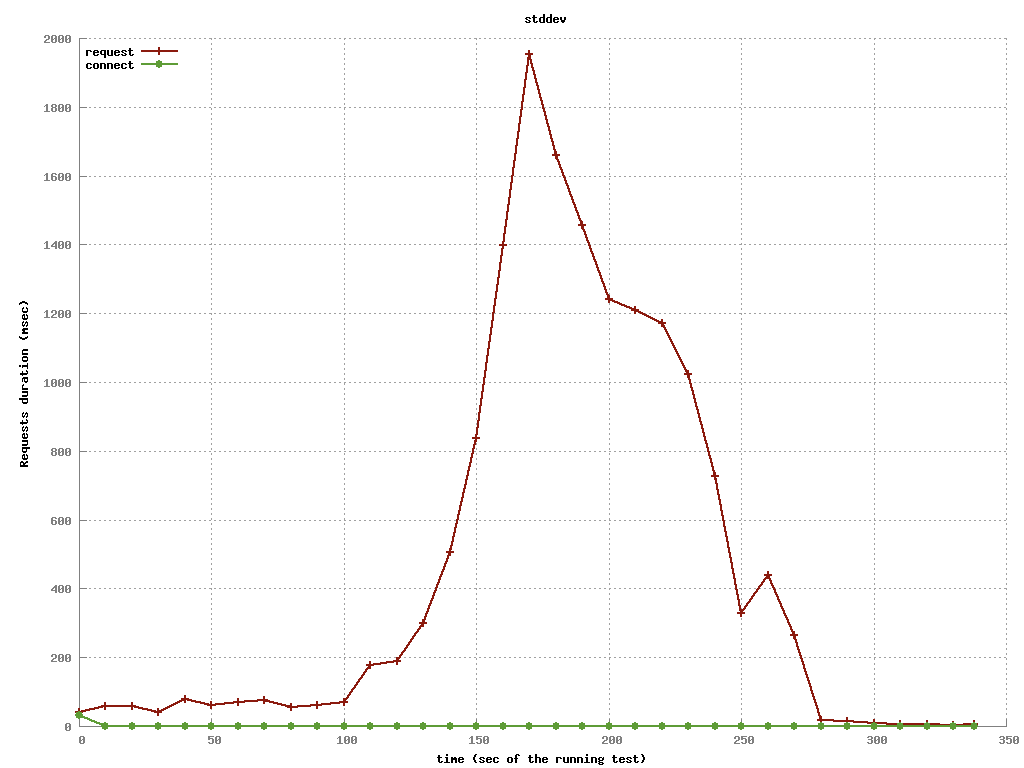 stddev
request
connect
2000
1800
1600
1400
1200
1000
800
600
400
200
0
Requests duration (msec)
0 50 100 150 200 250 300 350
time (sec of the running test)